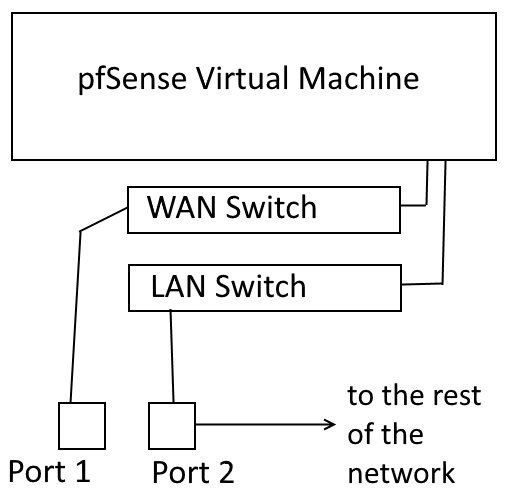 pfSense Virtual Machine
WAN Switch
LAN Switch
to the rest
of the
network
Port 1
Port 2